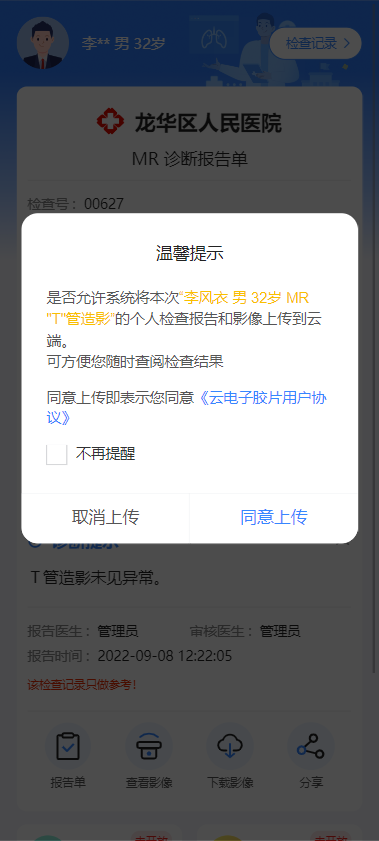 李** 男 32岁
检查记录
龙华区人民医院
MR 诊断报告单
检查号：00627
温馨提示
是否允许系统将本次"李风衣 男 32岁 MR
"T"管造影"的个人检查报告和影像上传到云
端。
可方便您随时查阅检查结果
同意上传即表示您同意《云电子胶片用户协
议》
不再提醒
取消上传
同意上传
诊断提示
T 管造影未见异常。
报告医生：管理员
审核医生：管理员
报告时间：2022-09-08 12:22:05
该检查记录只做参考！
报告单
查看影像
下载影像
分享